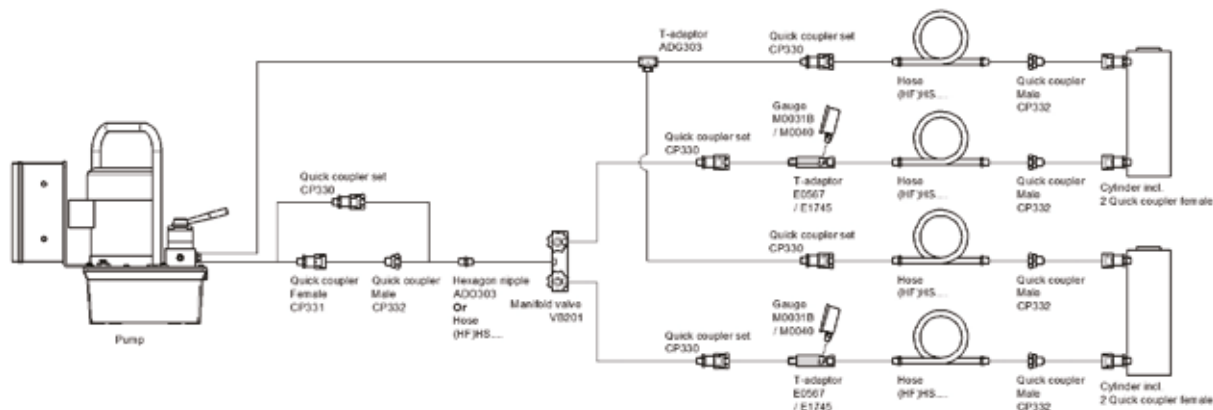 T-adaptor
ADG303
Quick coupler set
CP330
Hose
(HF)HS....
Quick coupler
Male
CP332
Gauge
M0031B
/ M0040
Quick coupler set
CP330
T-adaptor
E0567
/ E1745
Hose
(HF)HS....
Quick coupler
Male
CP332
Cylinder incl.
2 Quick coupler female
Quick coupler set
CP330
Quick coupler
Female
CP331
Quick coupler
Male
CP332
Hexagon nipple
ADO303
Or
Hose
(HF)HS....
Manifold valve
VB201
Pump
Quick coupler set
CP330
Hose
(HF)HS....
Quick coupler
Male
CP332
Gauge
M0031B
/ M0040
Quick coupler set
CP330
T-adaptor
E0567
/ E1745
Hose
(HF)HS....
Quick coupler
Male
CP332
Cylinder incl.
2 Quick coupler female